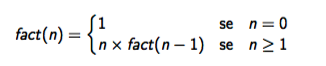 fact(n) = { 1 se n = 0
n × fact(n − 1) se n ≥ 1